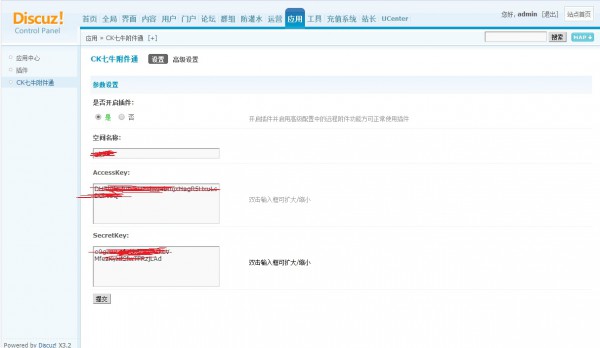 Discuz!
Control Panel
首页 全局 界面 内容 用户 门户 论坛 群组 防灌水 运营 应用 工具 充值系统 站长 UCenter
您好, admin [退出]
站点首页
应用 » CK七牛附件通 [+]
搜索
MAP
应用中心
插件
CK七牛附件通
CK七牛附件通 设置 高级设置
参数设置
是否开启插件:
是 否
开启插件并启用基础配置中的远程附件功能方可正常使用插件
空间名称:
AccessKey:
双击输入框可扩大/缩小
SecretKey:
双击输入框可扩大/缩小
提交
Powered by Discuz! X3.2